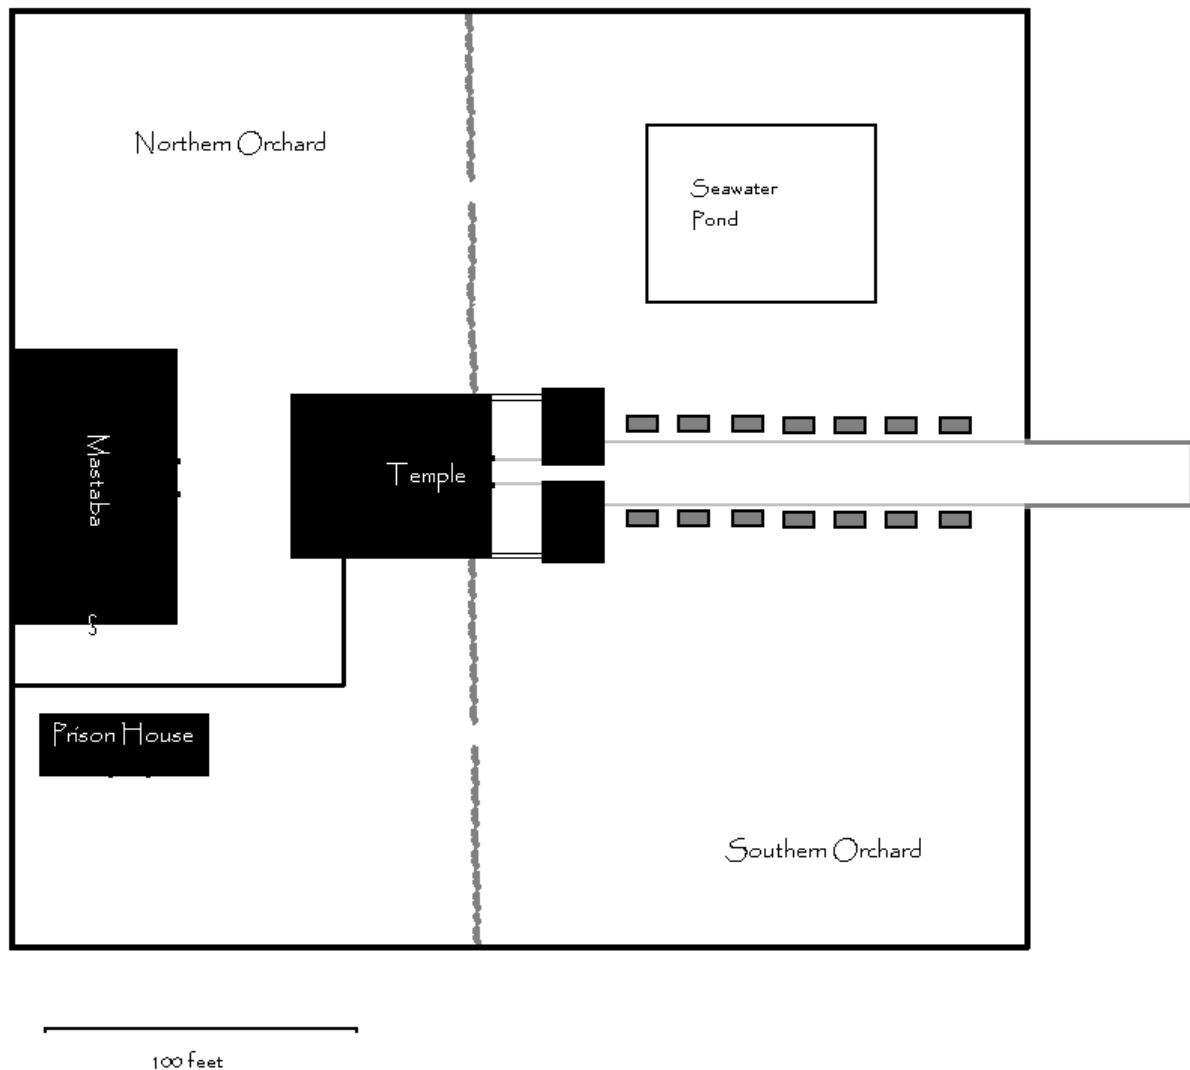 Northern Orchard
Seawater
Pond
Mastaba
Temple
S
Prison House
Southern Orchard
100 feet